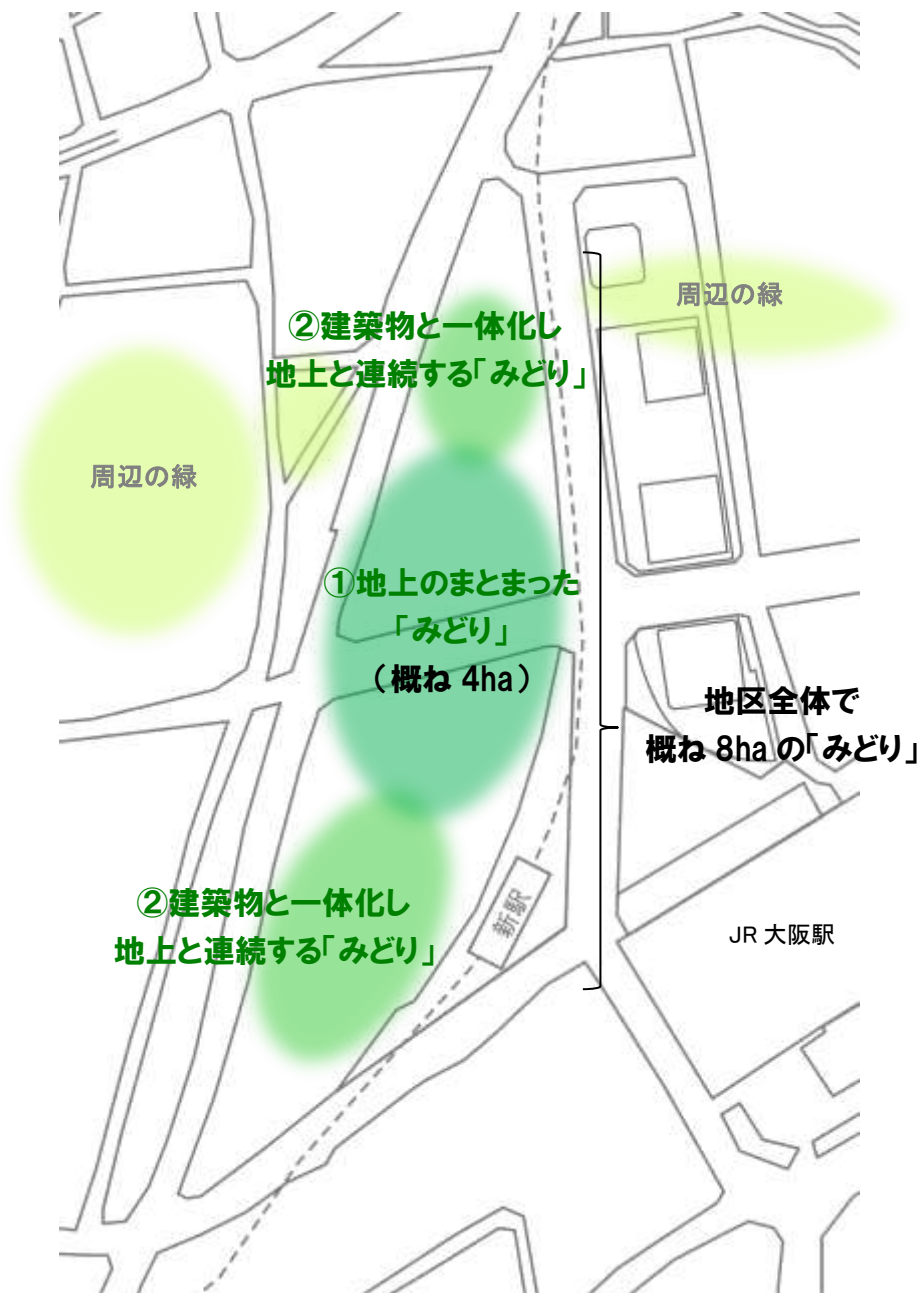 周辺の緑
②建築物と一体化し
地上と連続する「みどり」
周辺の緑
①地上のまとまった
「みどり」
（概ね 4ha）
地区全体で
概ね 8ha の「みどり」
②建築物と一体化し
地上と連続する「みどり」
新駅
JR 大阪駅